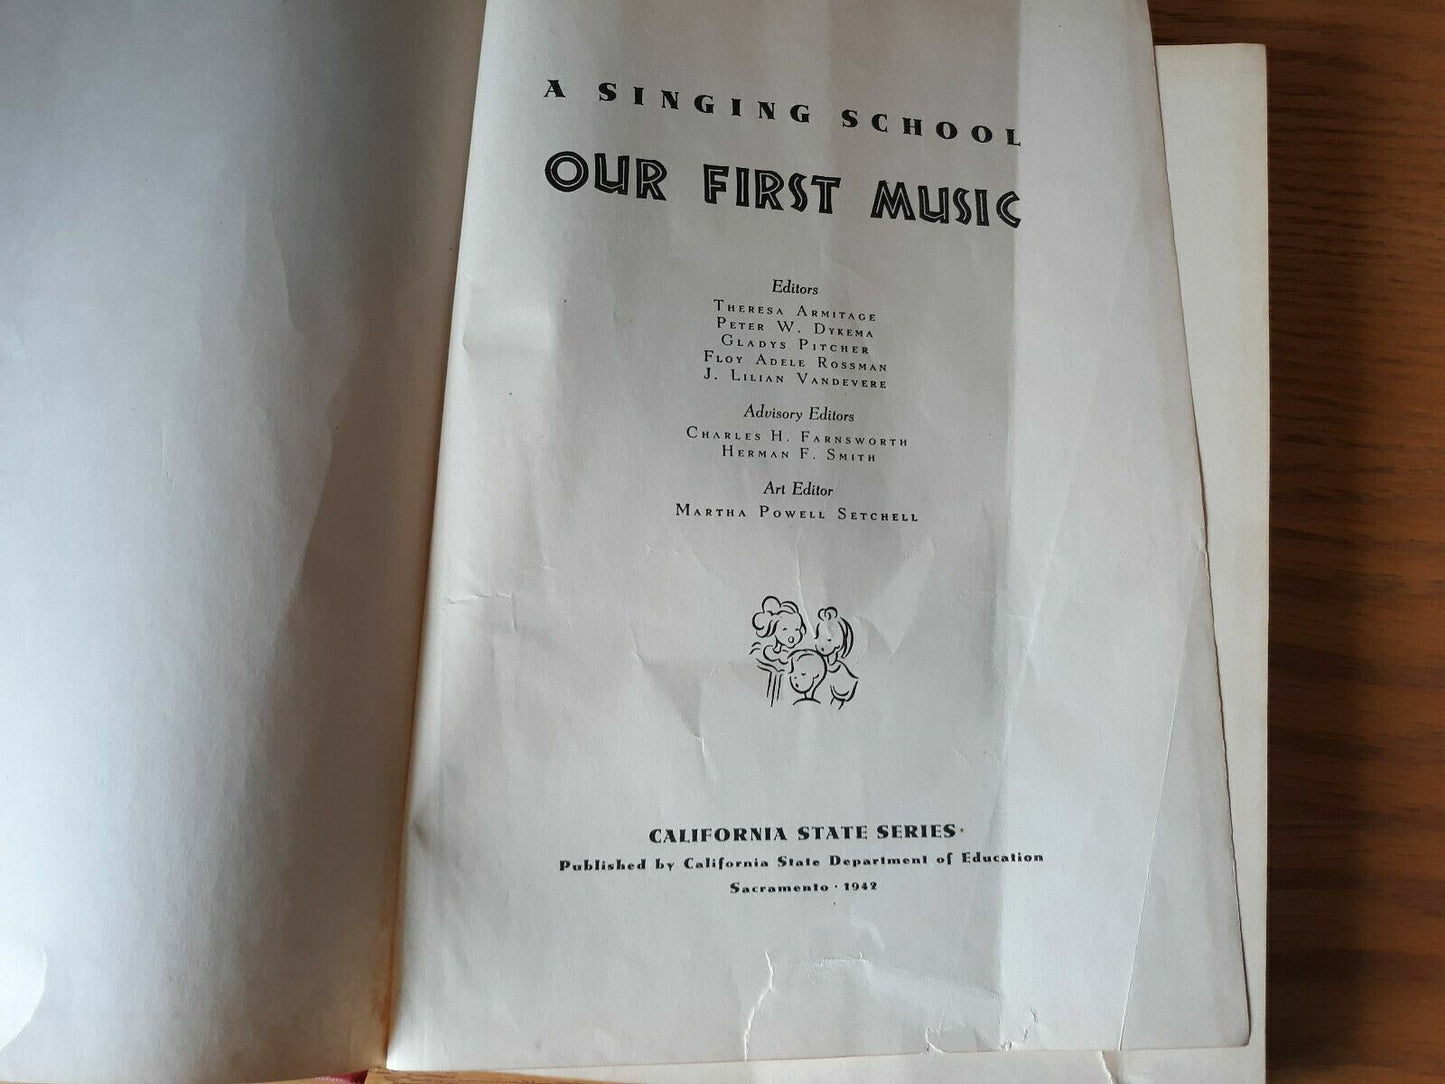 A SINGING SCHOOL
OUR FIRST MUSIC
Editors
THERESA ARMITAGE
PETER W. DYKEMA
GLADYS PITCHER
FLOY ADELE ROSSMAN
J. LILIAN VANDEVERE
Advisory Editors
CHARLES H. FARNSWORTH
HERMAN F. SMITH
Art Editor
MARTHA POWELL SETCHELL
CALIFORNIA STATE SERIES·
Published by California State Department of Education
Sacramento · 1942